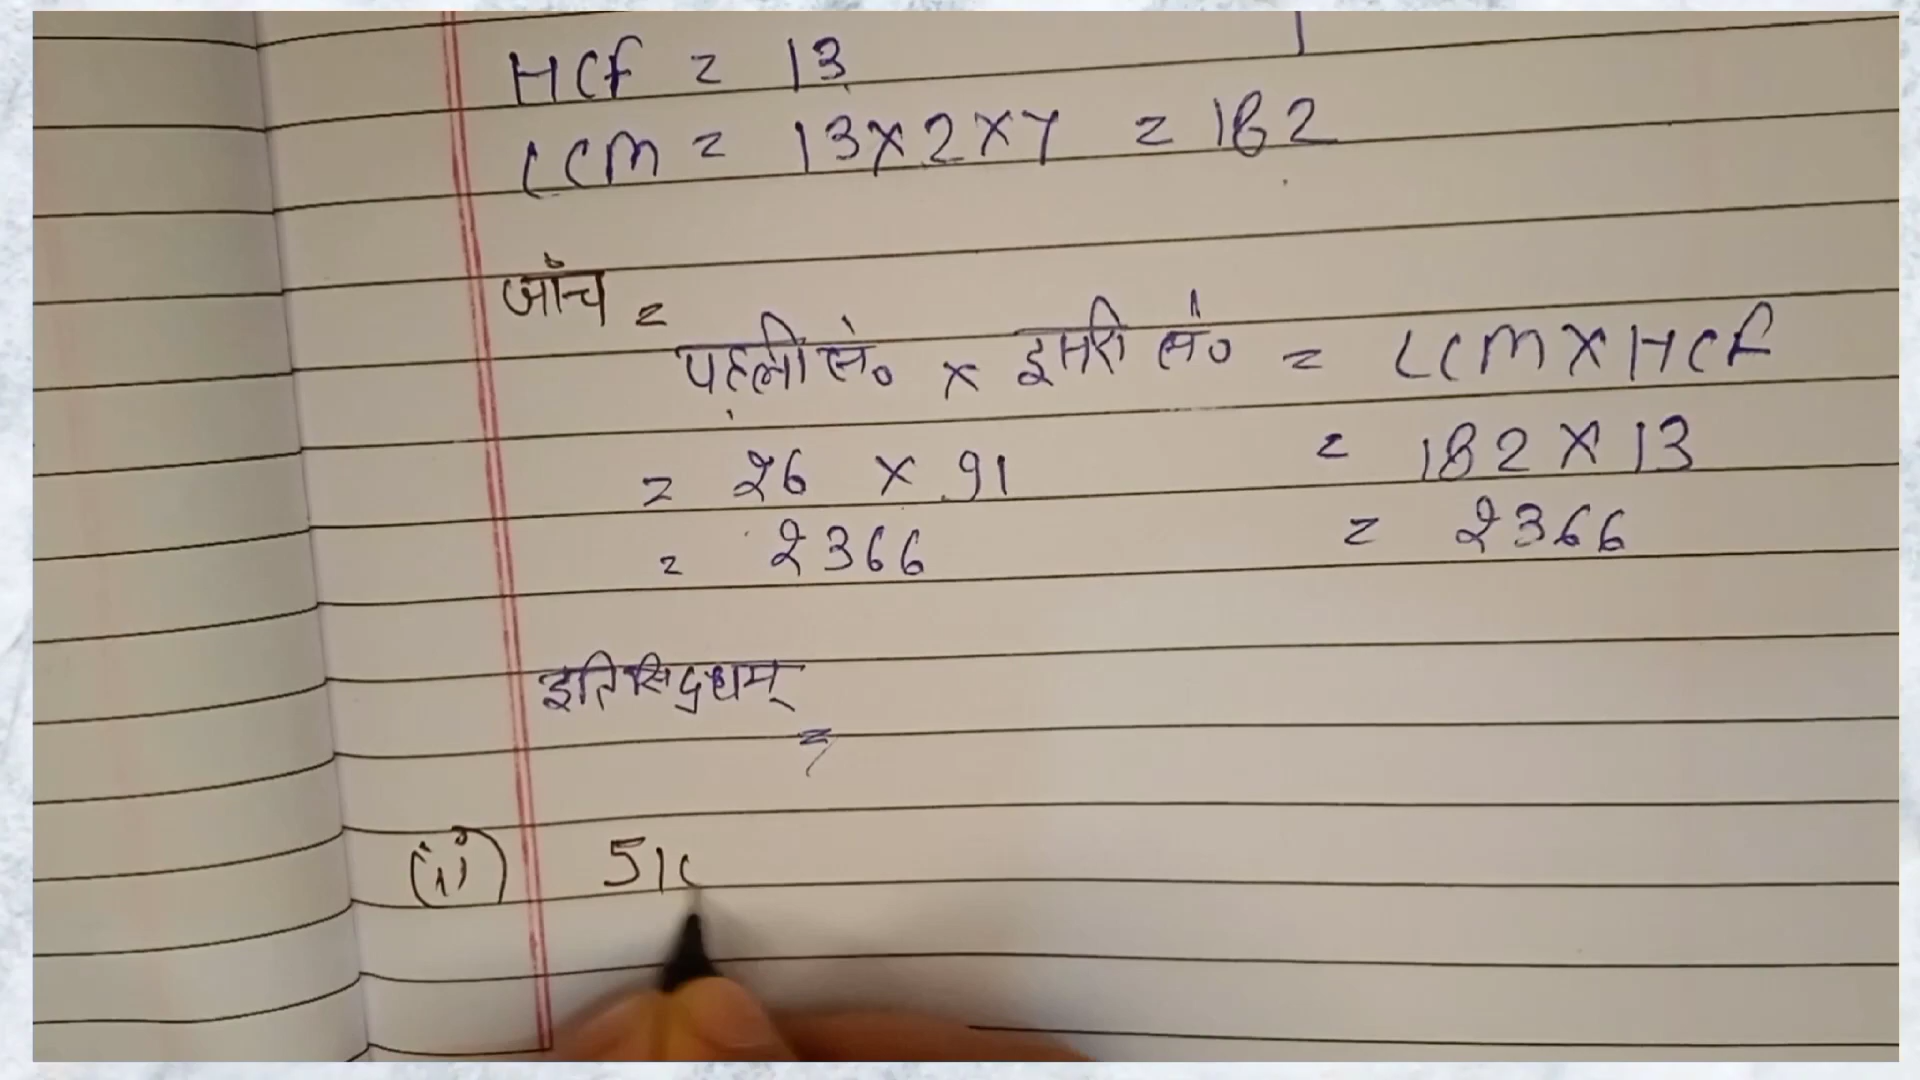 HCF = 13
LCM = 13×2×7 = 182
जाँच =
पहली सं० × दूसरी सं० = LCM × HCF
= 26 × 91 = 182 × 13
= 2366 = 2366
इतिसिद्धम्
(ii) 510